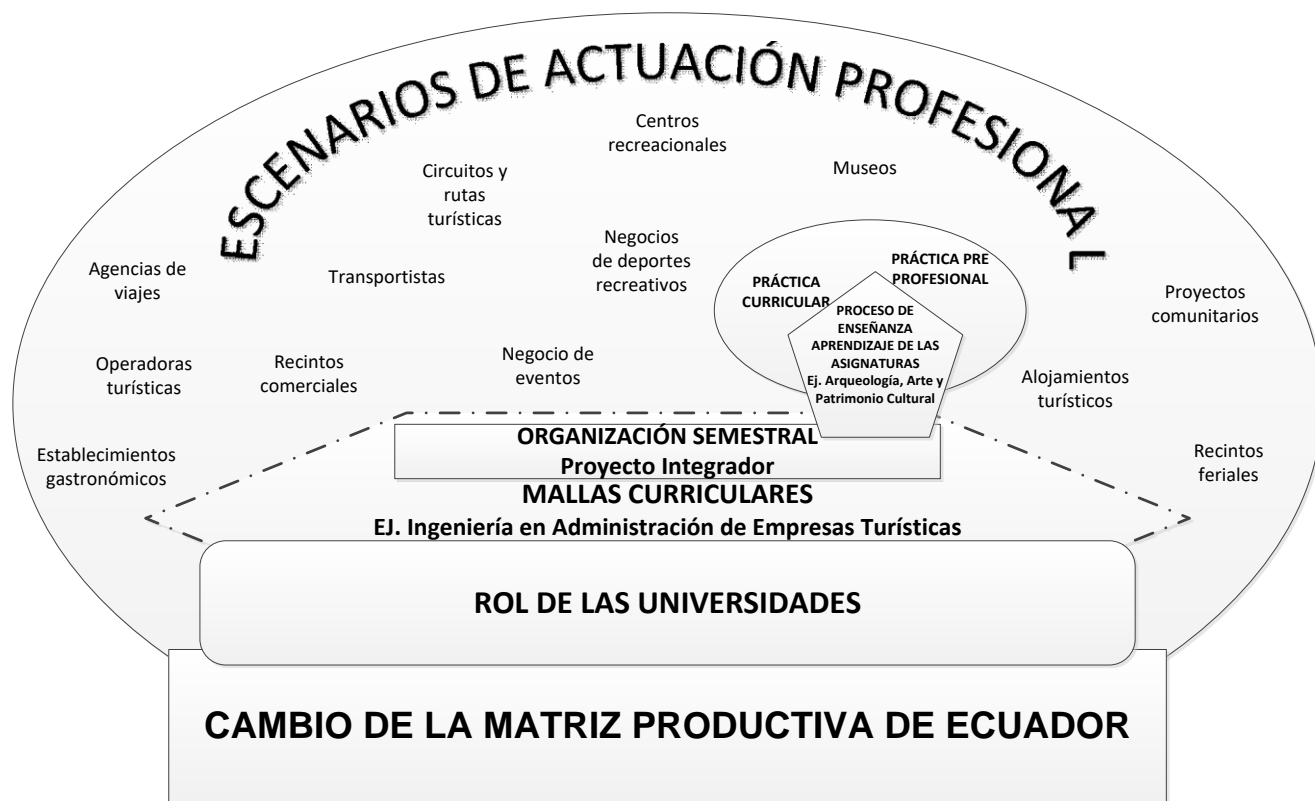 ESCENARIOS DE ACTUACIÓN PROFESIONA L
Centros
recreacionales
Museos
Circuitos y
rutas
turísticas
Negocios
de deportes
recreativos
Agencias de
viajes
Transportistas
PRÁCTICA
CURRICULAR
PRÁCTICA PRE
PROFESIONAL
Proyectos
comunitarios
PROCESO DE
ENSEÑANZA
APRENDIZAJE DE LAS
ASIGNATURAS
Ej. Arqueología, Arte y
Patrimonio Cultural
Operadoras
turísticas
Recintos
comerciales
Negocio de
eventos
Alojamientos
turísticos
Establecimientos
gastronómicos
Recintos
feriales
ORGANIZACIÓN SEMESTRAL
Proyecto Integrador
MALLAS CURRICULARES
EJ. Ingeniería en Administración de Empresas Turísticas
ROL DE LAS UNIVERSIDADES
CAMBIO DE LA MATRIZ PRODUCTIVA DE ECUADOR